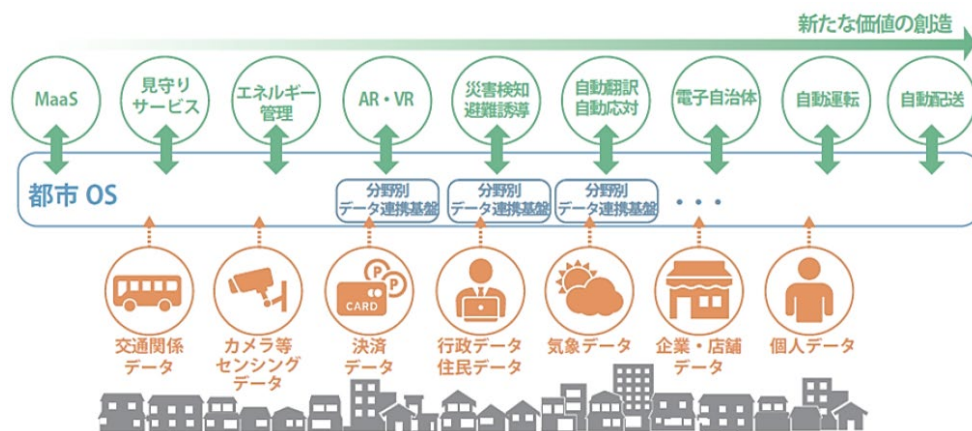 新たな価値の創造
MaaS
見守り
サービス
エネルギー
管理
AR・VR
災害検知
避難誘導
自動翻訳
自動応対
電子自治体
自動運転
自動配送
都市 OS
分野別
データ連携基盤
分野別
データ連携基盤
分野別
データ連携基盤
・・・
P
P
CARD
交通関係
データ
カメラ等
センシング
データ
決済
データ
行政データ
住民データ
気象データ
企業・店舗
データ
個人データ